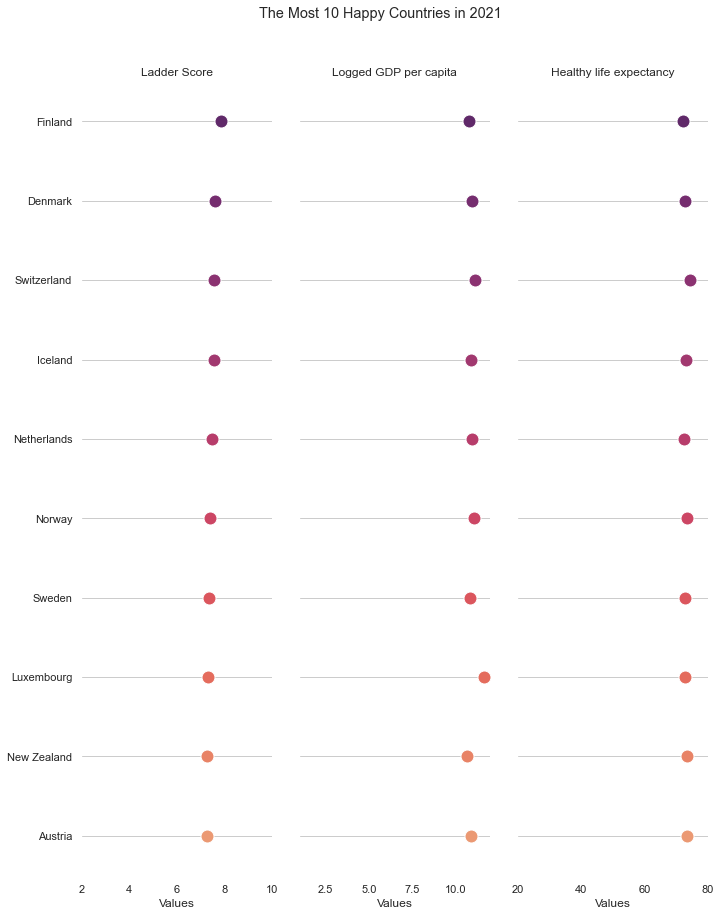 The Most 10 Happy Countries in 2021
Ladder Score
Logged GDP per capita
Healthy life expectancy
Finland
Denmark
Switzerland
Iceland
Netherlands
Norway
Sweden
Luxembourg
New Zealand
Austria
2 4 6 8 10
2.5 5.0 7.5 10.0
20 40 60 80
Values
Values
Values